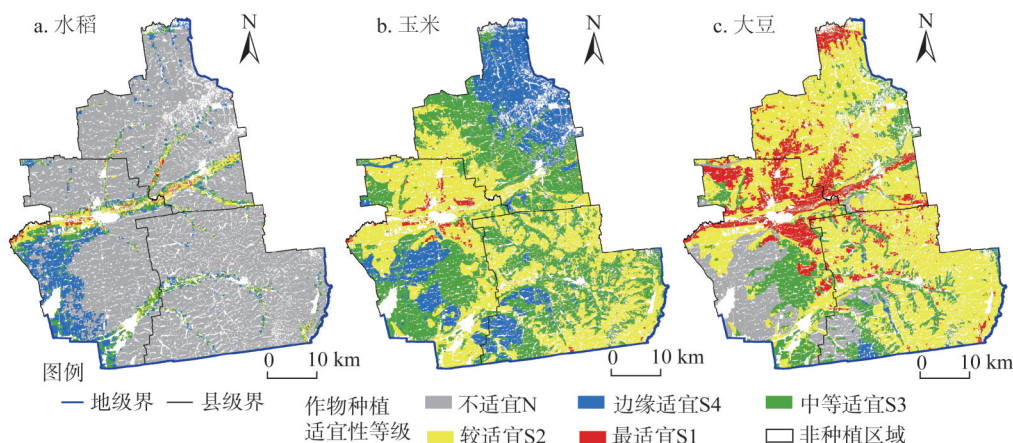 a. 水稻
N
b. 玉米
N
c. 大豆
N
0 10 km
0 10 km
0 10 km
图例
地级界
县级界
作物种植
适宜性等级
不适宜N
边缘适宜S4
中等适宜S3
较适宜S2
最适宜S1
非种植区域